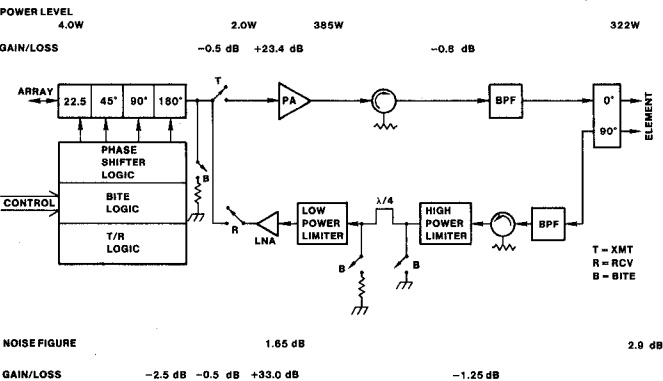 POWER LEVEL
4.0W 2.0W 385W 322W
GAIN/LOSS -0.5 dB +23.4 dB -0.8 dB
ARRAY 22.5 45° 90° 180° T PA BPF 0° 90° ELEMENT
PHASE SHIFTER LOGIC
B
CONTROL
BITE LOGIC
T/R LOGIC
R
LNA
LOW POWER LIMITER
λ/4
HIGH POWER LIMITER
BPF
B
B
T = XMT
R = RCV
B = BITE
NOISE FIGURE 1.65 dB 2.9 dB
GAIN/LOSS -2.5 dB -0.5 dB +33.0 dB -1.25 dB